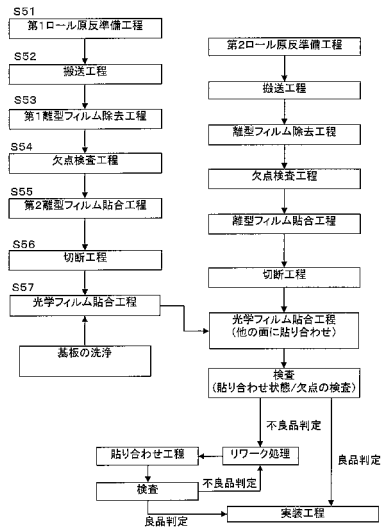 S51
第1ロール原反準備工程
S52
搬送工程
S53
第1離型フィルム除去工程
S54
欠点検査工程
S55
第2離型フィルム貼合工程
S56
切断工程
S57
光学フィルム貼合工程
基板の洗浄
第2ロール原反準備工程
搬送工程
離型フィルム除去工程
欠点検査工程
離型フィルム貼合工程
切断工程
光学フィルム貼合工程
(他の面に貼り合わせ)
検査
(貼り合わせ状態/欠点の検査)
不良品判定
良品判定
貼り合わせ工程
リワーク処理
不良品判定
検査
良品判定
実装工程